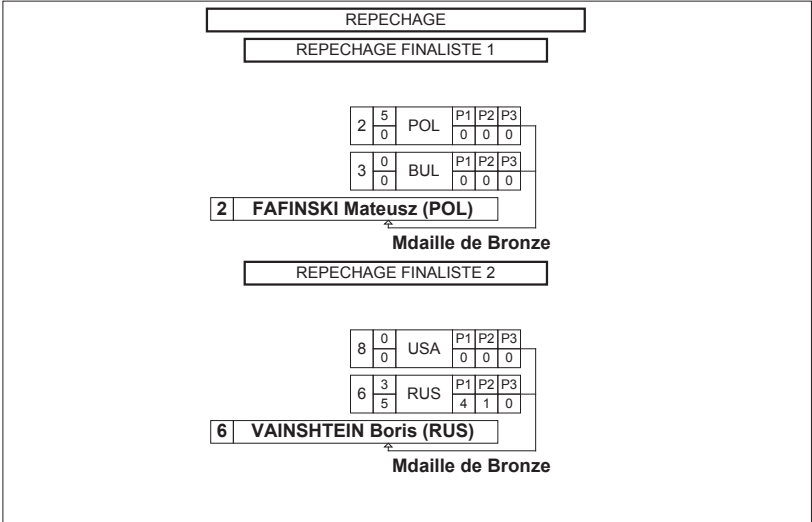 REPECHAGE
REPECHAGE FINALISTE 1
2 5 POL P1 P2 P3
0 0 0 0
3 0 BUL P1 P2 P3
0 0 0 0
2 FAFINSKI Mateusz (POL)
Mdaille de Bronze
REPECHAGE FINALISTE 2
8 0 USA P1 P2 P3
0 0 0 0
6 3 RUS P1 P2 P3
5 4 1 0
6 VAINSHTEIN Boris (RUS)
Mdaille de Bronze